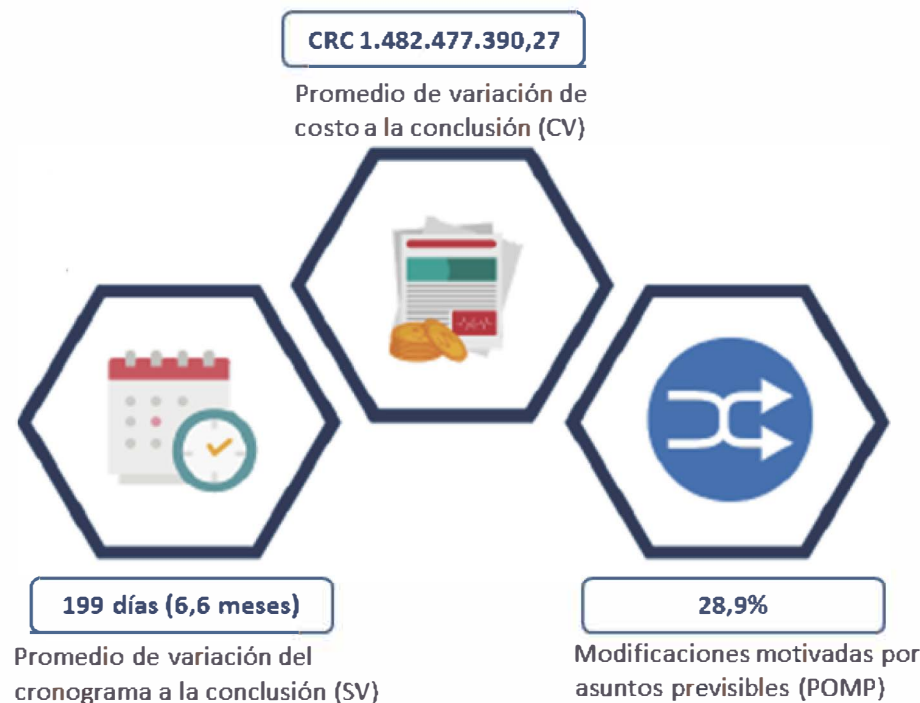 CRC 1.482.477.390,27
Promedio de variación de
costo a la conclusión (CV)
199 días (6,6 meses)
Promedio de variación del
cronograma a la conclusión (SV)
28,9%
Modificaciones motivadas por
asuntos previsibles (POMP)